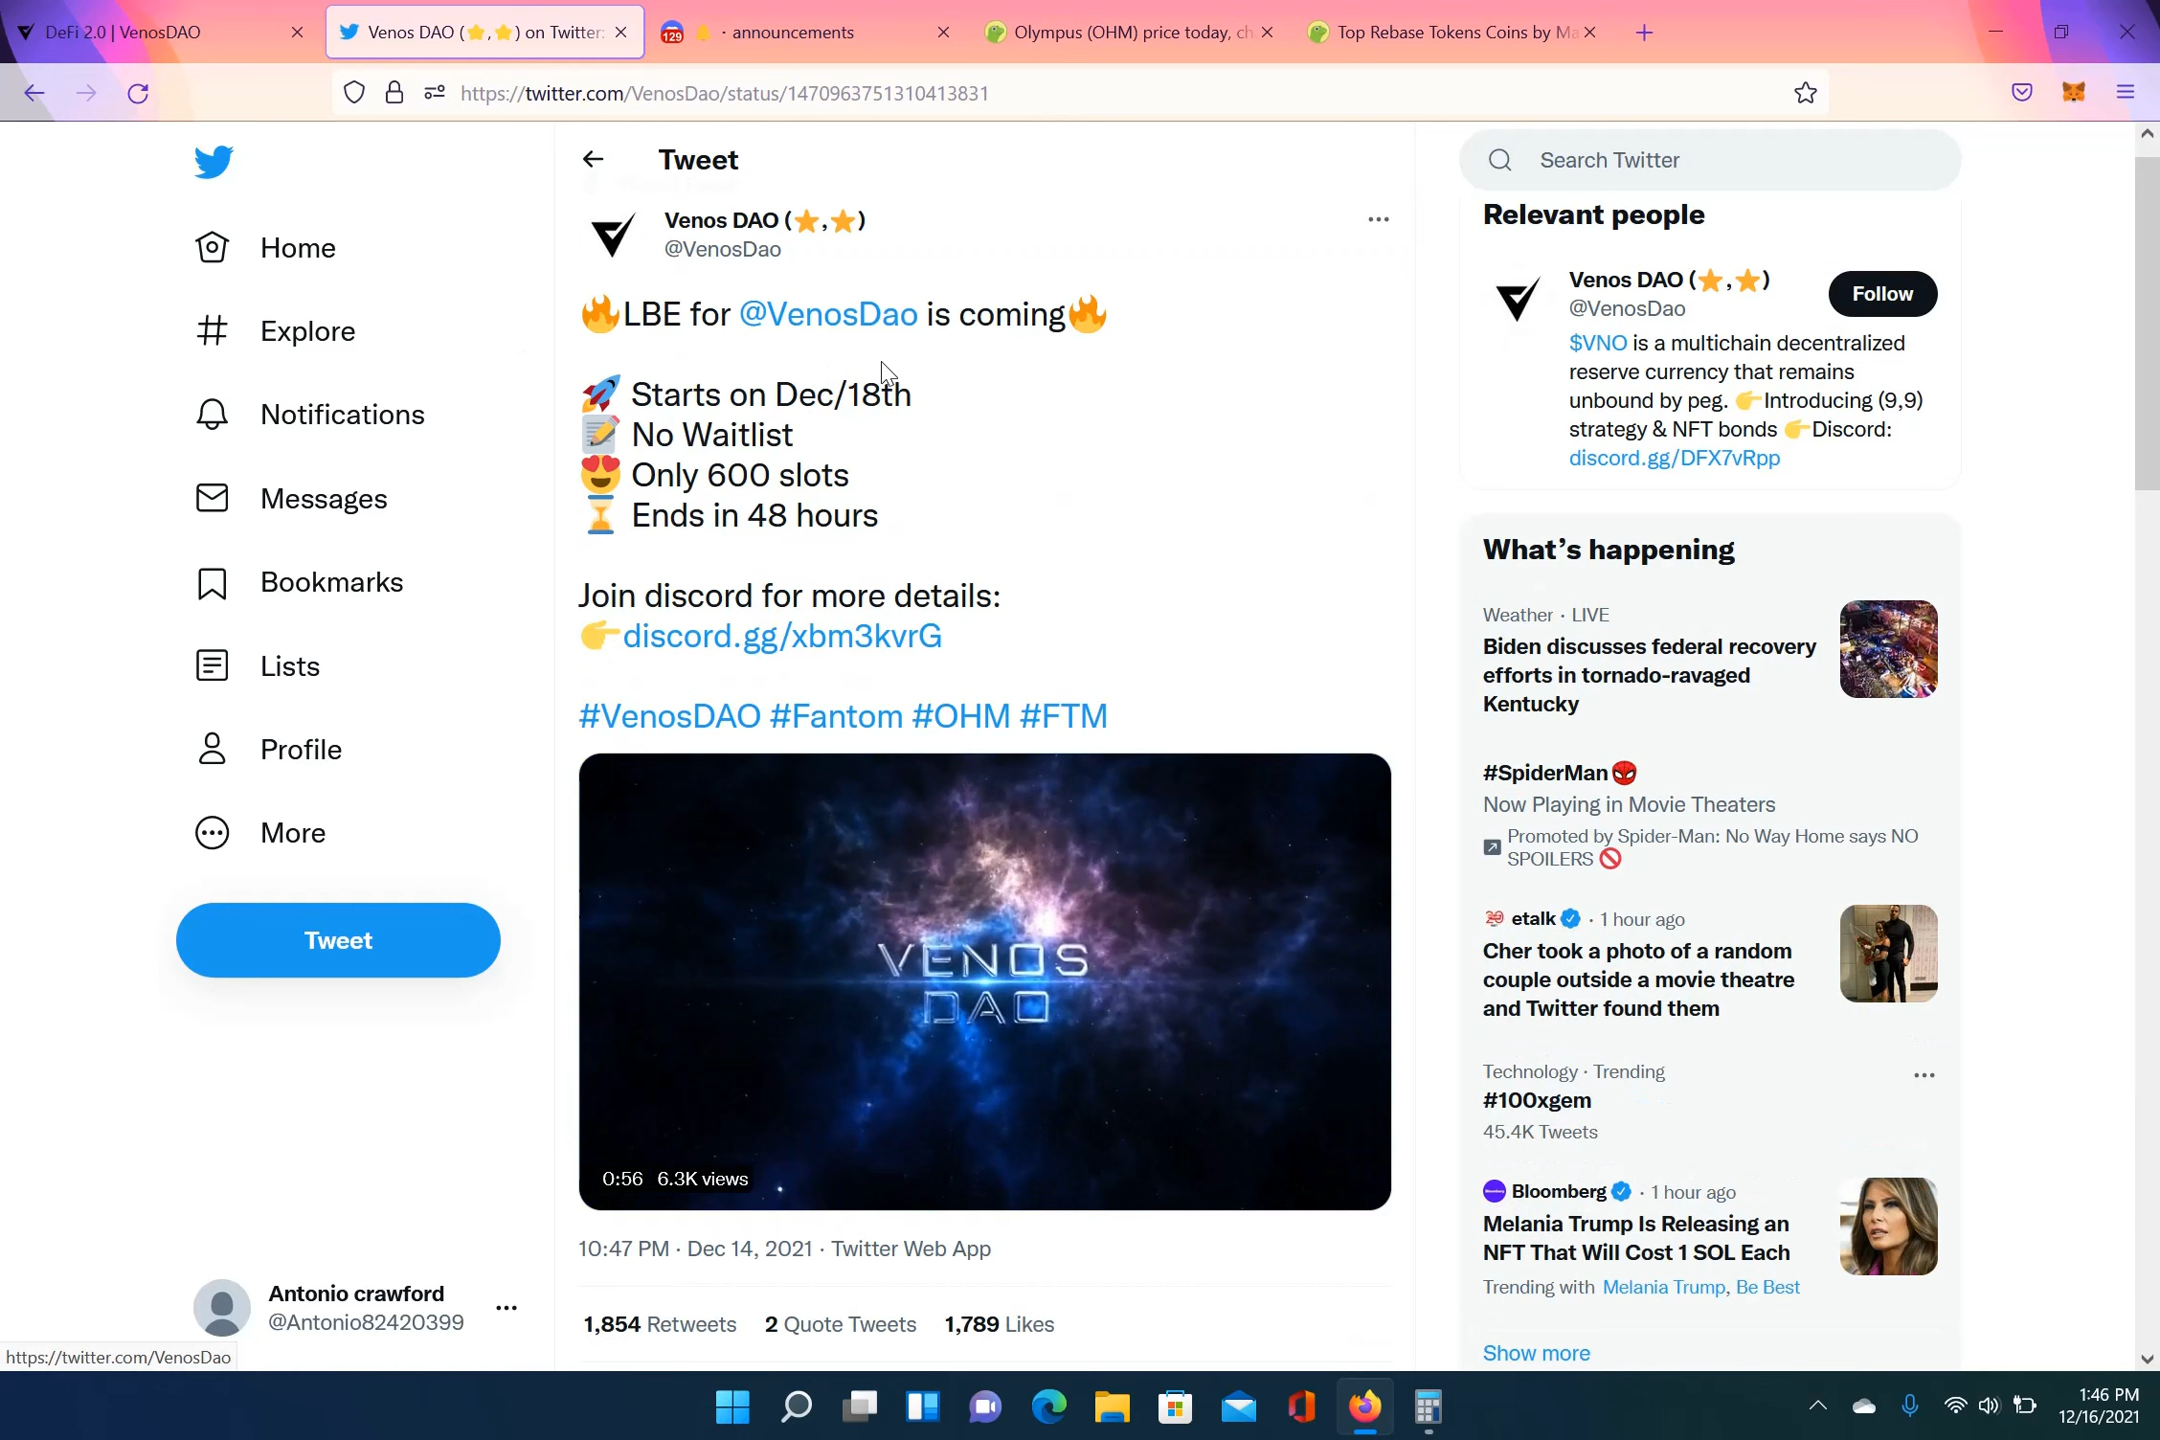 DeFi 2.0 | VenosDAO
Venos DAO (⭐,⭐) on Twitter:
129
· announcements
Olympus (OHM) price today, ch
Top Rebase Tokens Coins by Ma
https://twitter.com/VenosDao/status/1470963751310413831
Home
Explore
Notifications
Messages
Bookmarks
Lists
Profile
More
Tweet
Antonio crawford
@Antonio82420399
https://twitter.com/VenosDao
Tweet
Venos DAO (⭐,⭐)
@VenosDao
🔥LBE for @VenosDao is coming🔥
🚀 Starts on Dec/18th
📝 No Waitlist
😍 Only 600 slots
⏳ Ends in 48 hours
Join discord for more details:
👉discord.gg/xbm3kvrG
#VenosDAO #Fantom #OHM #FTM
VENOS
DAO
0:56 6.3K views
10:47 PM · Dec 14, 2021 · Twitter Web App
1,854 Retweets 2 Quote Tweets 1,789 Likes
Search Twitter
Relevant people
Venos DAO (⭐,⭐)
@VenosDao
Follow
$VNO is a multichain decentralized
reserve currency that remains
unbound by peg. 👉Introducing (9,9)
strategy & NFT bonds 👉Discord:
discord.gg/DFX7vRpp
What's happening
Weather · LIVE
Biden discusses federal recovery
efforts in tornado-ravaged
Kentucky
#SpiderMan
Now Playing in Movie Theaters
Promoted by Spider-Man: No Way Home says NO
SPOILERS 🚫
etalk · 1 hour ago
Cher took a photo of a random
couple outside a movie theatre
and Twitter found them
Technology · Trending
#100xgem
45.4K Tweets
Bloomberg · 1 hour ago
Melania Trump Is Releasing an
NFT That Will Cost 1 SOL Each
Trending with Melania Trump, Be Best
Show more
1:46 PM
12/16/2021